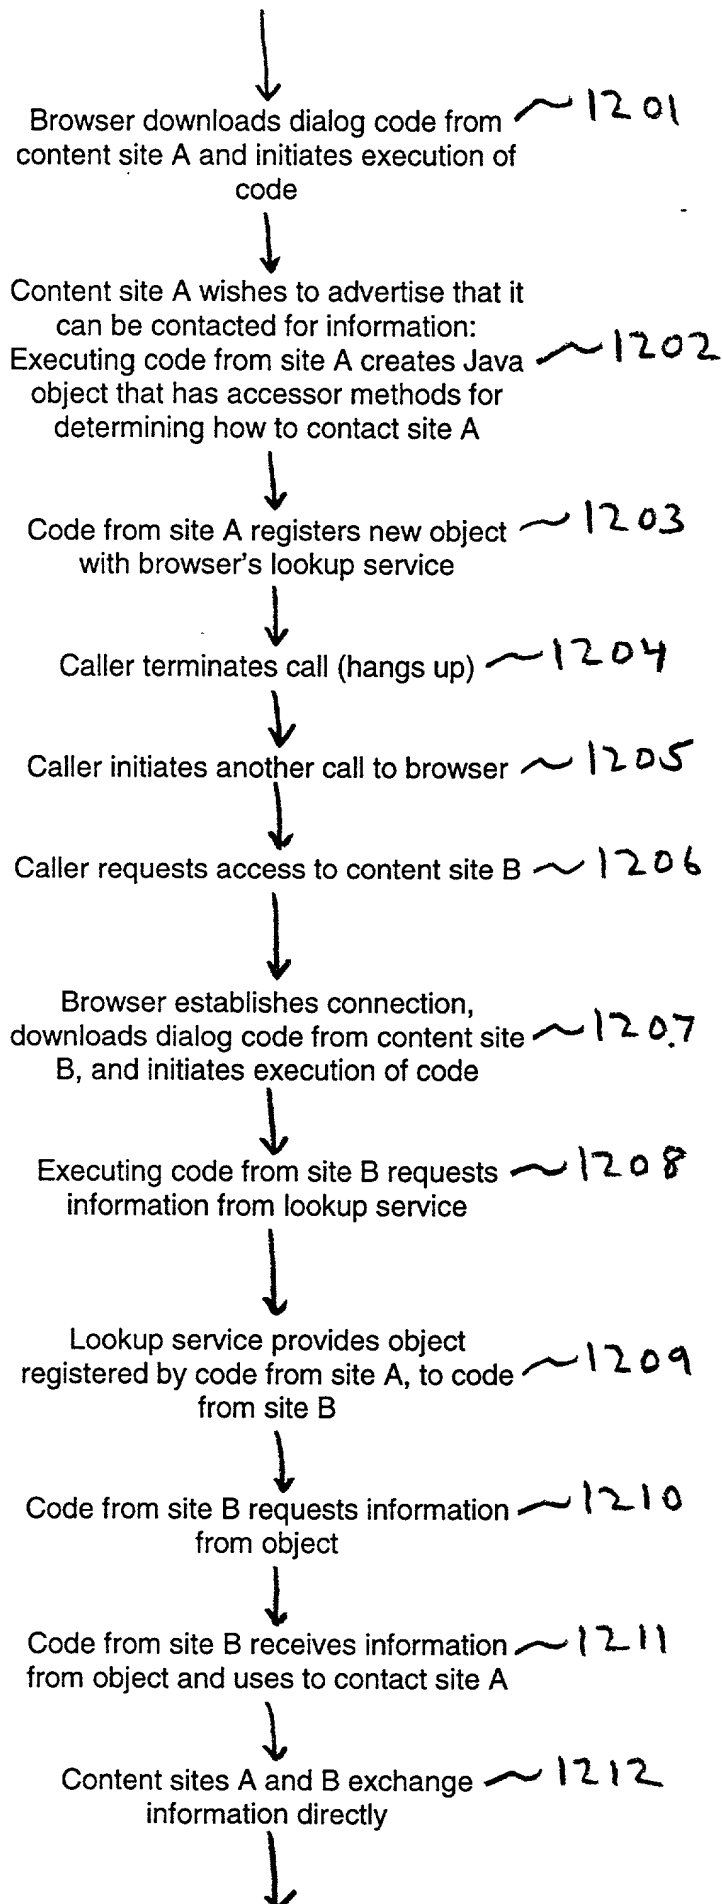 Browser downloads dialog code from ~1201
content site A and initiates execution of
code
Content site A wishes to advertise that it
can be contacted for information:
Executing code from site A creates Java ~1202
object that has accessor methods for
determining how to contact site A
Code from site A registers new object ~1203
with browser's lookup service
Caller terminates call (hangs up) ~1204
Caller initiates another call to browser ~1205
Caller requests access to content site B ~1206
Browser establishes connection,
downloads dialog code from content site ~1207
B, and initiates execution of code
Executing code from site B requests ~1208
information from lookup service
Lookup service provides object
registered by code from site A, to code ~1209
from site B
Code from site B requests information ~1210
from object
Code from site B receives information ~1211
from object and uses to contact site A
Content sites A and B exchange ~1212
information directly